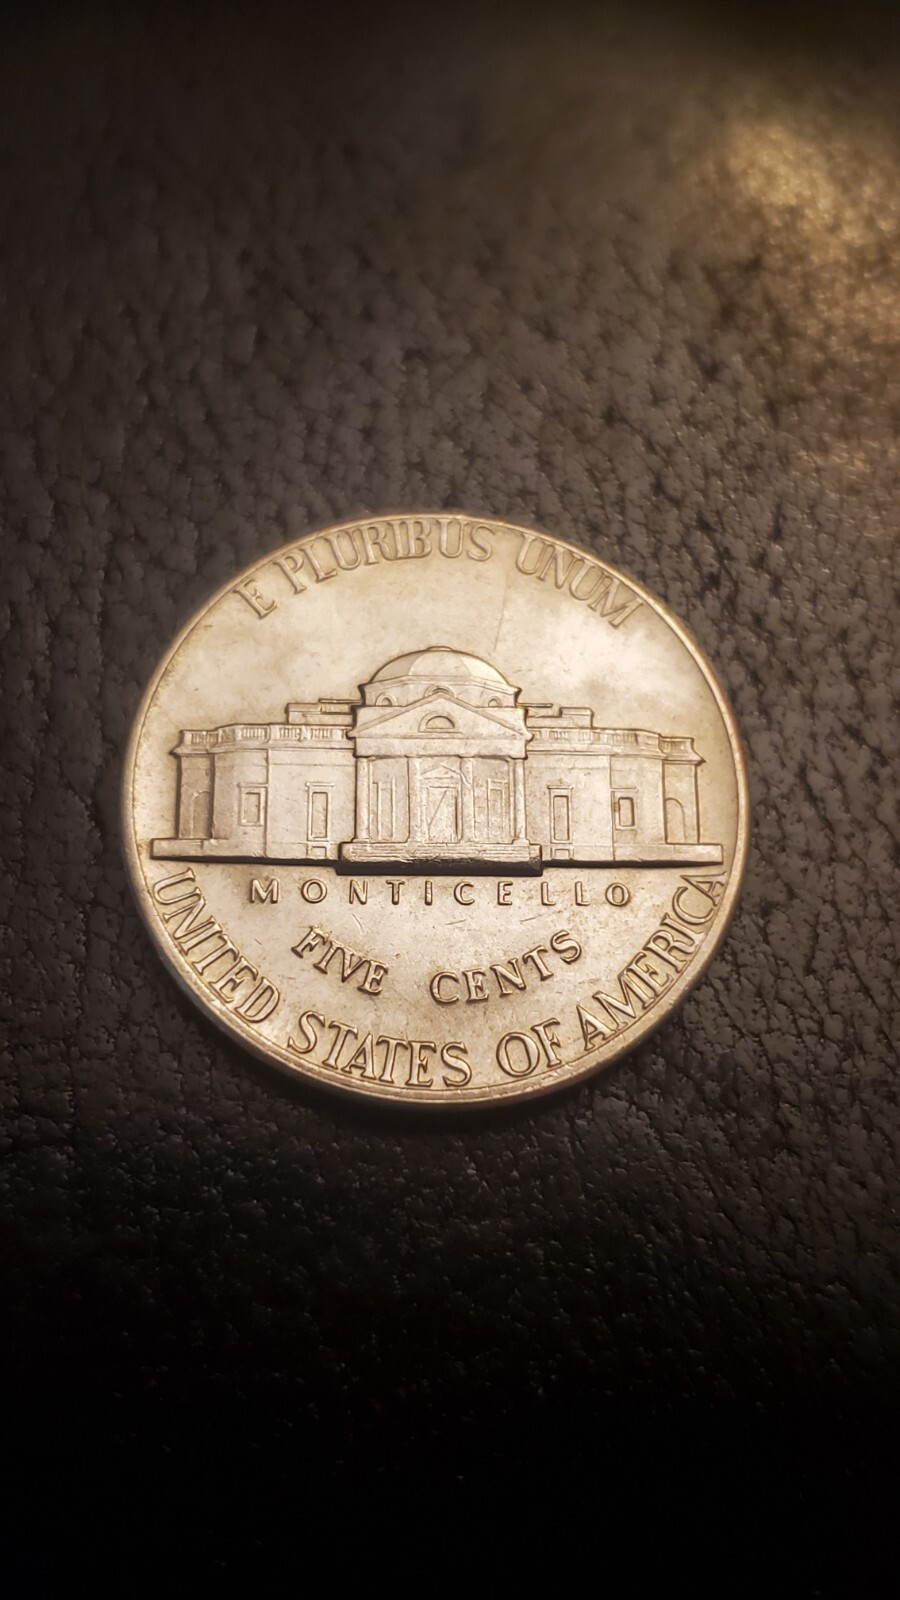 E PLURIBUS UNUM
MONTICELLO
FIVE CENTS
UNITED STATES OF AMERICA